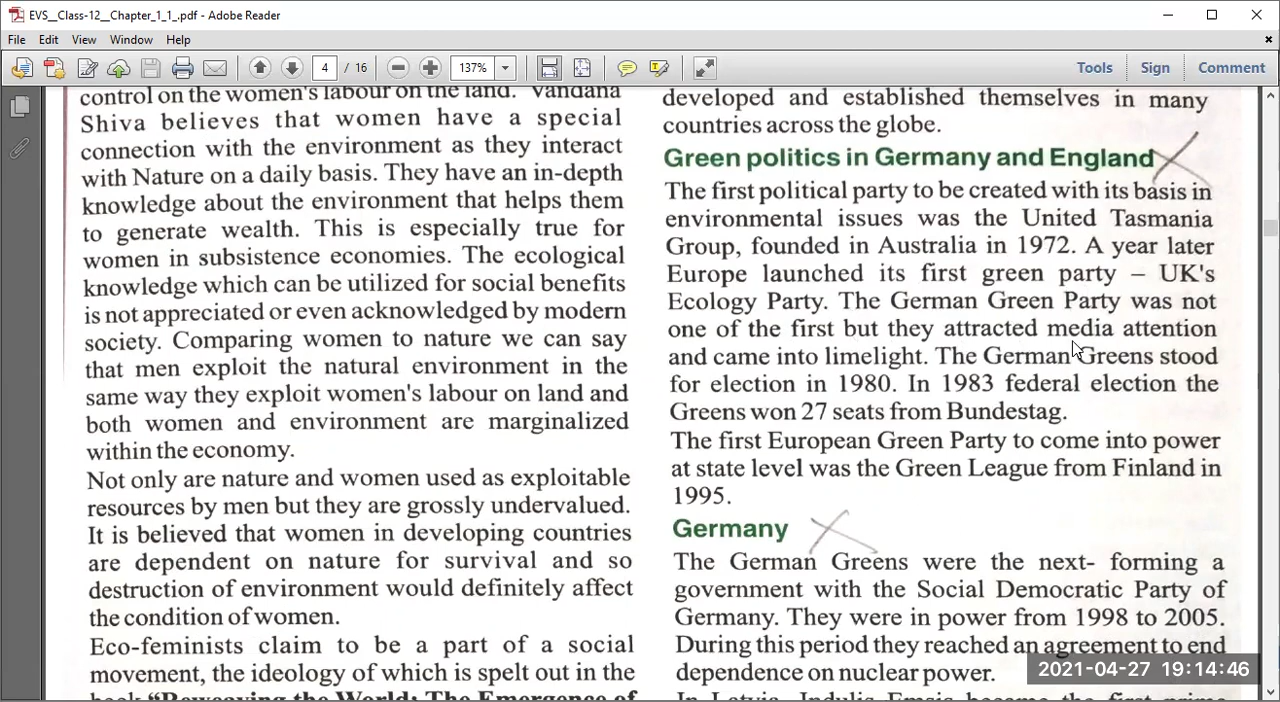 EVS__Class-12__Chapter_1_1_.pdf - Adobe Reader
File Edit View Window Help
4 / 16 137% Tools Sign Comment
control on the women's labour on the land. Vandana
Shiva believes that women have a special
connection with the environment as they interact
with Nature on a daily basis. They have an in-depth
knowledge about the environment that helps them
to generate wealth. This is especially true for
women in subsistence economies. The ecological
knowledge which can be utilized for social benefits
is not appreciated or even acknowledged by modern
society. Comparing women to nature we can say
that men exploit the natural environment in the
same way they exploit women's labour on land and
both women and environment are marginalized
within the economy.
Not only are nature and women used as exploitable
resources by men but they are grossly undervalued.
It is believed that women in developing countries
are dependent on nature for survival and so
destruction of environment would definitely affect
the condition of women.
Eco-feminists claim to be a part of a social
movement, the ideology of which is spelt out in the
book "Reweaving the World: The Emergence of
developed and established themselves in many
countries across the globe.
Green politics in Germany and England
The first political party to be created with its basis in
environmental issues was the United Tasmania
Group, founded in Australia in 1972. A year later
Europe launched its first green party – UK's
Ecology Party. The German Green Party was not
one of the first but they attracted media attention
and came into limelight. The German Greens stood
for election in 1980. In 1983 federal election the
Greens won 27 seats from Bundestag.
The first European Green Party to come into power
at state level was the Green League from Finland in
1995.
Germany
The German Greens were the next- forming a
government with the Social Democratic Party of
Germany. They were in power from 1998 to 2005.
During this period they reached an agreement to end
dependence on nuclear power.
In Latvia, Indulis Emsis became the first prime
2021-04-27 19:14:46